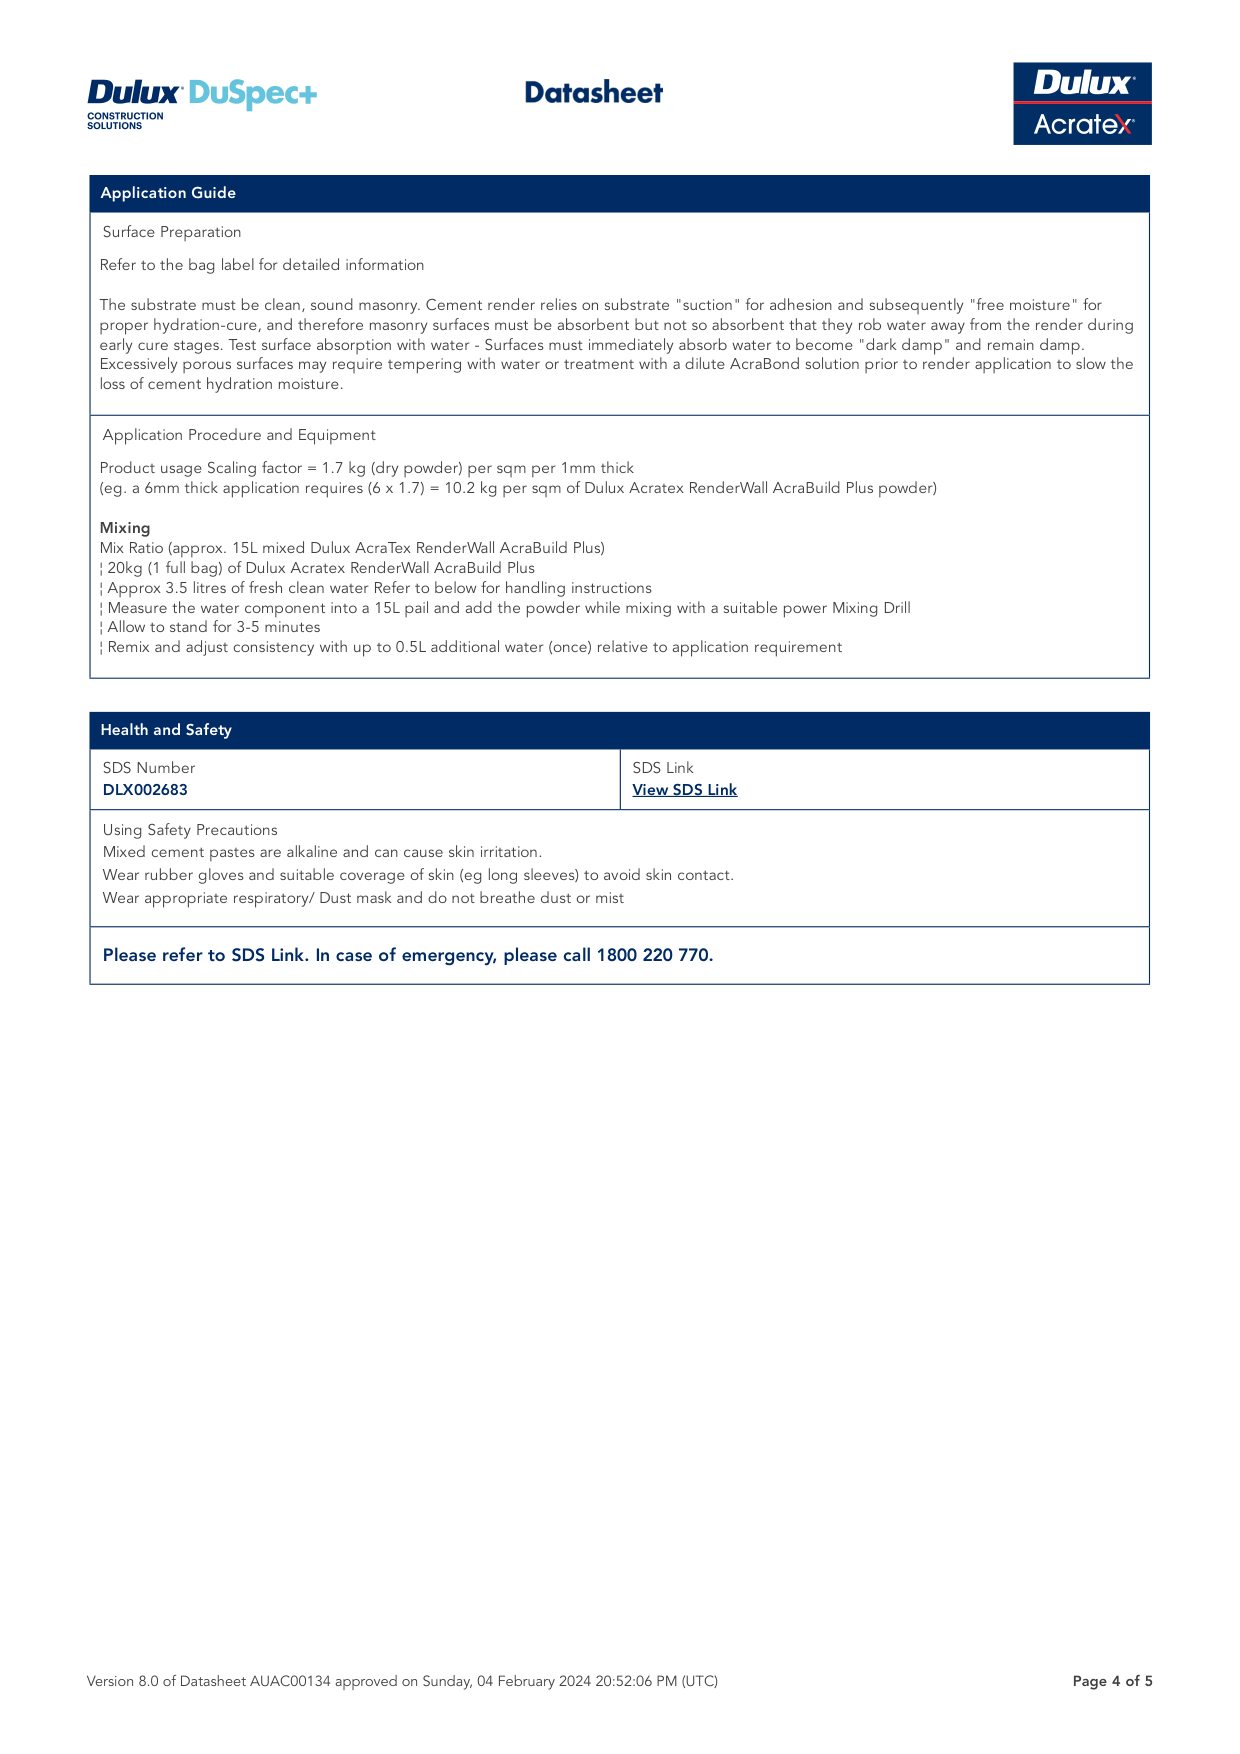 Dulux DuSpec+
CONSTRUCTION
SOLUTIONS
Datasheet
Dulux
Acratex
Application Guide
Surface Preparation
Refer to the bag label for detailed information
The substrate must be clean, sound masonry. Cement render relies on substrate "suction" for adhesion and subsequently "free moisture" for
proper hydration-cure, and therefore masonry surfaces must be absorbent but not so absorbent that they rob water away from the render during
early cure stages. Test surface absorption with water - Surfaces must immediately absorb water to become "dark damp" and remain damp.
Excessively porous surfaces may require tempering with water or treatment with a dilute AcraBond solution prior to render application to slow the
loss of cement hydration moisture.
Application Procedure and Equipment
Product usage Scaling factor = 1.7 kg (dry powder) per sqm per 1mm thick
(eg. a 6mm thick application requires (6 x 1.7) = 10.2 kg per sqm of Dulux Acratex RenderWall AcraBuild Plus powder)
Mixing
Mix Ratio (approx. 15L mixed Dulux AcraTex RenderWall AcraBuild Plus)
¦ 20kg (1 full bag) of Dulux Acratex RenderWall AcraBuild Plus
¦ Approx 3.5 litres of fresh clean water Refer to below for handling instructions
¦ Measure the water component into a 15L pail and add the powder while mixing with a suitable power Mixing Drill
¦ Allow to stand for 3-5 minutes
¦ Remix and adjust consistency with up to 0.5L additional water (once) relative to application requirement
Health and Safety
SDS Number
DLX002683
SDS Link
View SDS Link
Using Safety Precautions
Mixed cement pastes are alkaline and can cause skin irritation.
Wear rubber gloves and suitable coverage of skin (eg long sleeves) to avoid skin contact.
Wear appropriate respiratory/ Dust mask and do not breathe dust or mist
Please refer to SDS Link. In case of emergency, please call 1800 220 770.
Version 8.0 of Datasheet AUAC00134 approved on Sunday, 04 February 2024 20:52:06 PM (UTC)
Page 4 of 5